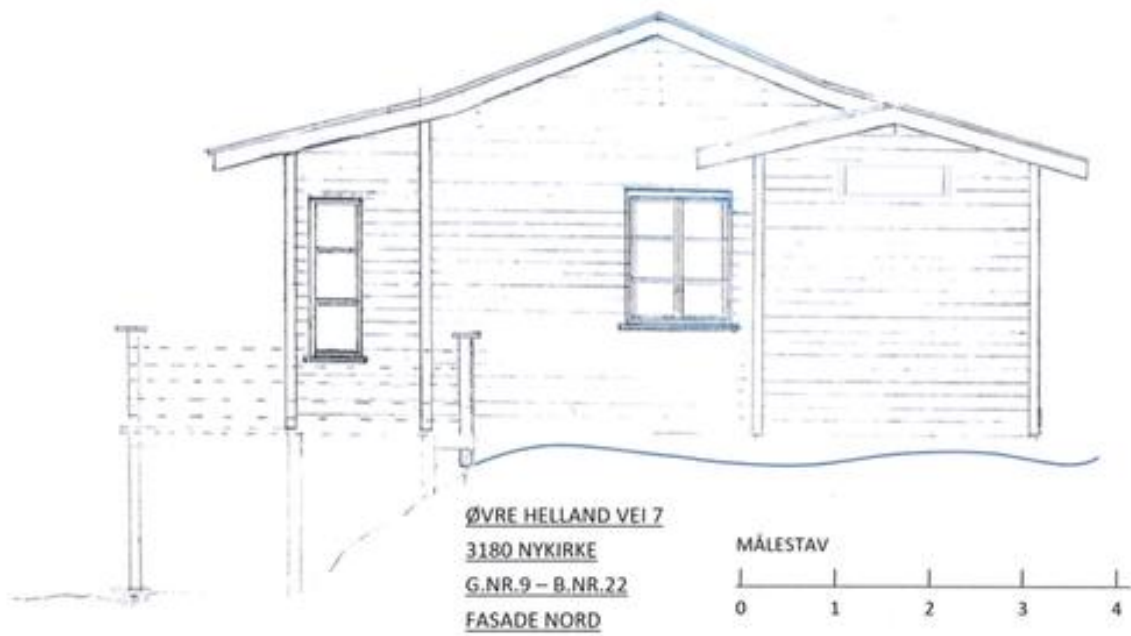 ØVRE HELLAND VEI 7
3180 NYKIRKE
G.NR.9 – B.NR.22
FASADE NORD
MÅLESTAV
0 1 2 3 4